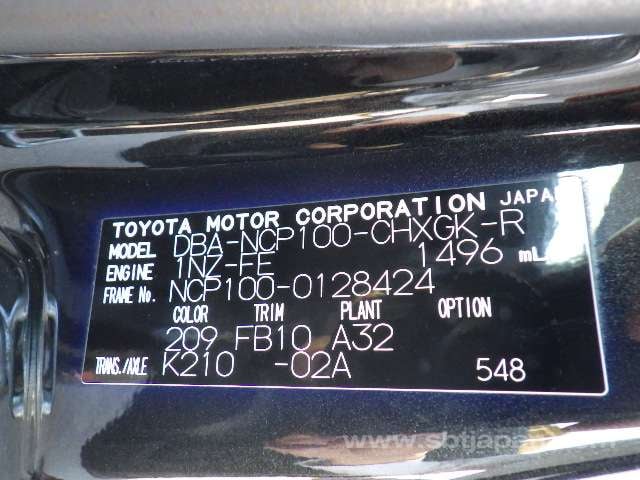 TOYOTA MOTOR CORPORATION JAPAN
MODEL DBA-NCP100-CHXGK-R
ENGINE 1NZ-FE 1496 mL
FRAME No. NCP100-0128424
COLOR TRIM PLANT OPTION
209 FB10 A32
TRANS./AXLE K210 -02A 548
www.sbtjapan.com